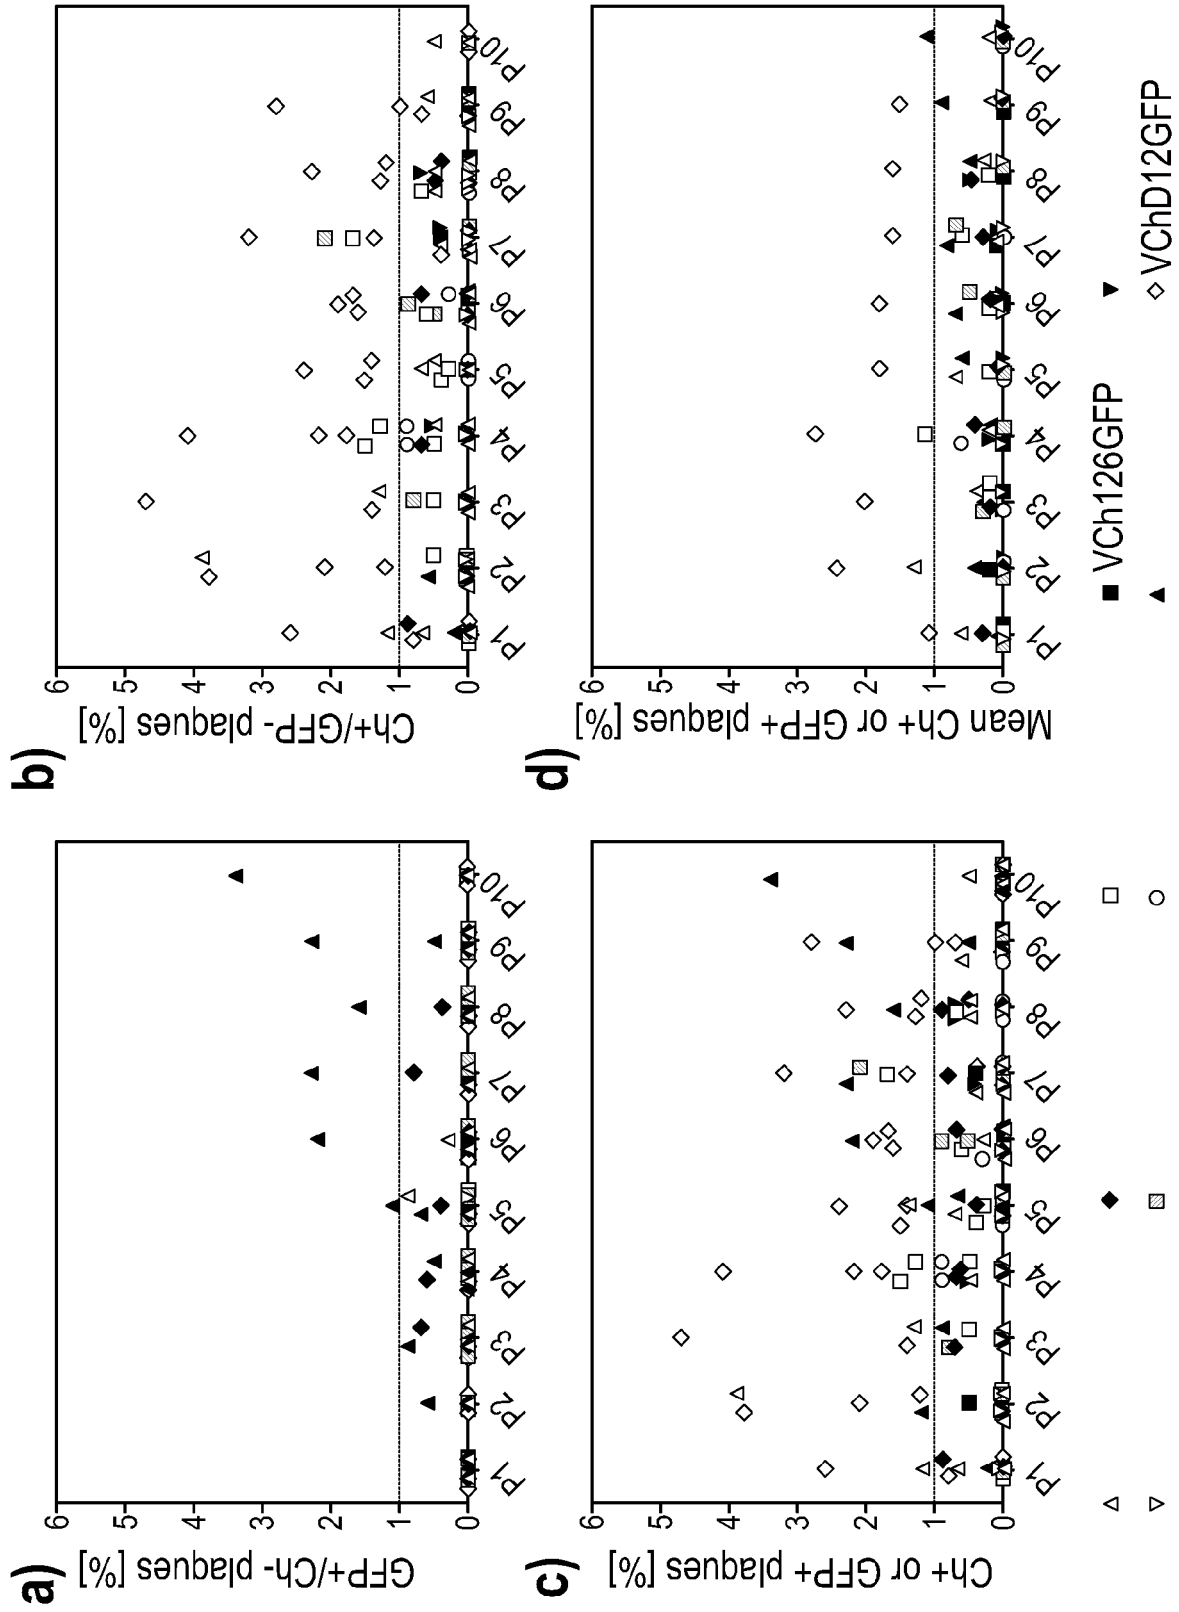 a)
GFP+/Ch- plaques [%]
6
5
4
3
2
1
0
P1 P2 P3 P4 P5 P6 P7 P8 P9 P10
b)
Ch+/GFP- plaques [%]
6
5
4
3
2
1
0
P1 P2 P3 P4 P5 P6 P7 P8 P9 P10
c)
Ch+ or GFP+ plaques [%]
6
5
4
3
2
1
0
P1 P2 P3 P4 P5 P6 P7 P8 P9 P10
d)
Mean Ch+ or GFP+ plaques [%]
6
5
4
3
2
1
0
P1 P2 P3 P4 P5 P6 P7 P8 P9 P10
VCh126GFP
VChD12GFP